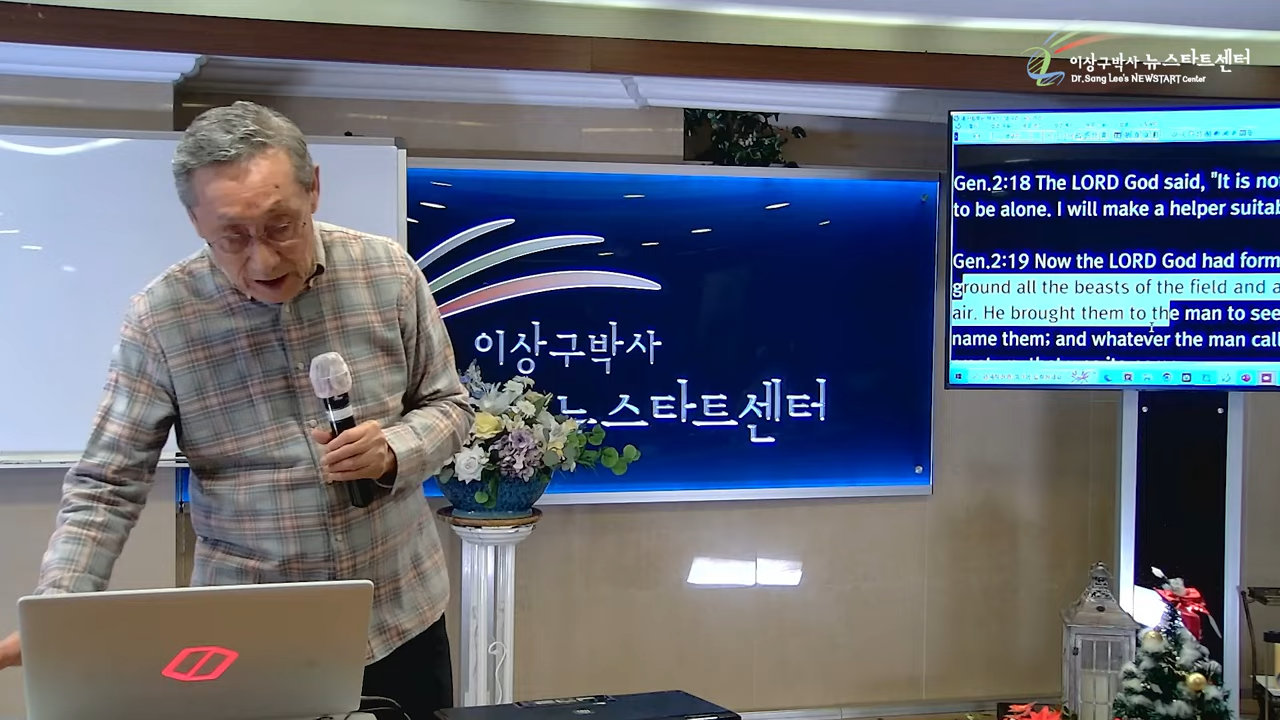 이상구박사 뉴스타트센터
Dr. Sang Lee's NEWSTART Center
Gen.2:18 The LORD God said, "It is not
to be alone. I will make a helper suitab
Gen.2:19 Now the LORD God had form
ground all the beasts of the field and a
air. He brought them to the man to see
name them; and whatever the man call
이상구박사
뉴스타트센터